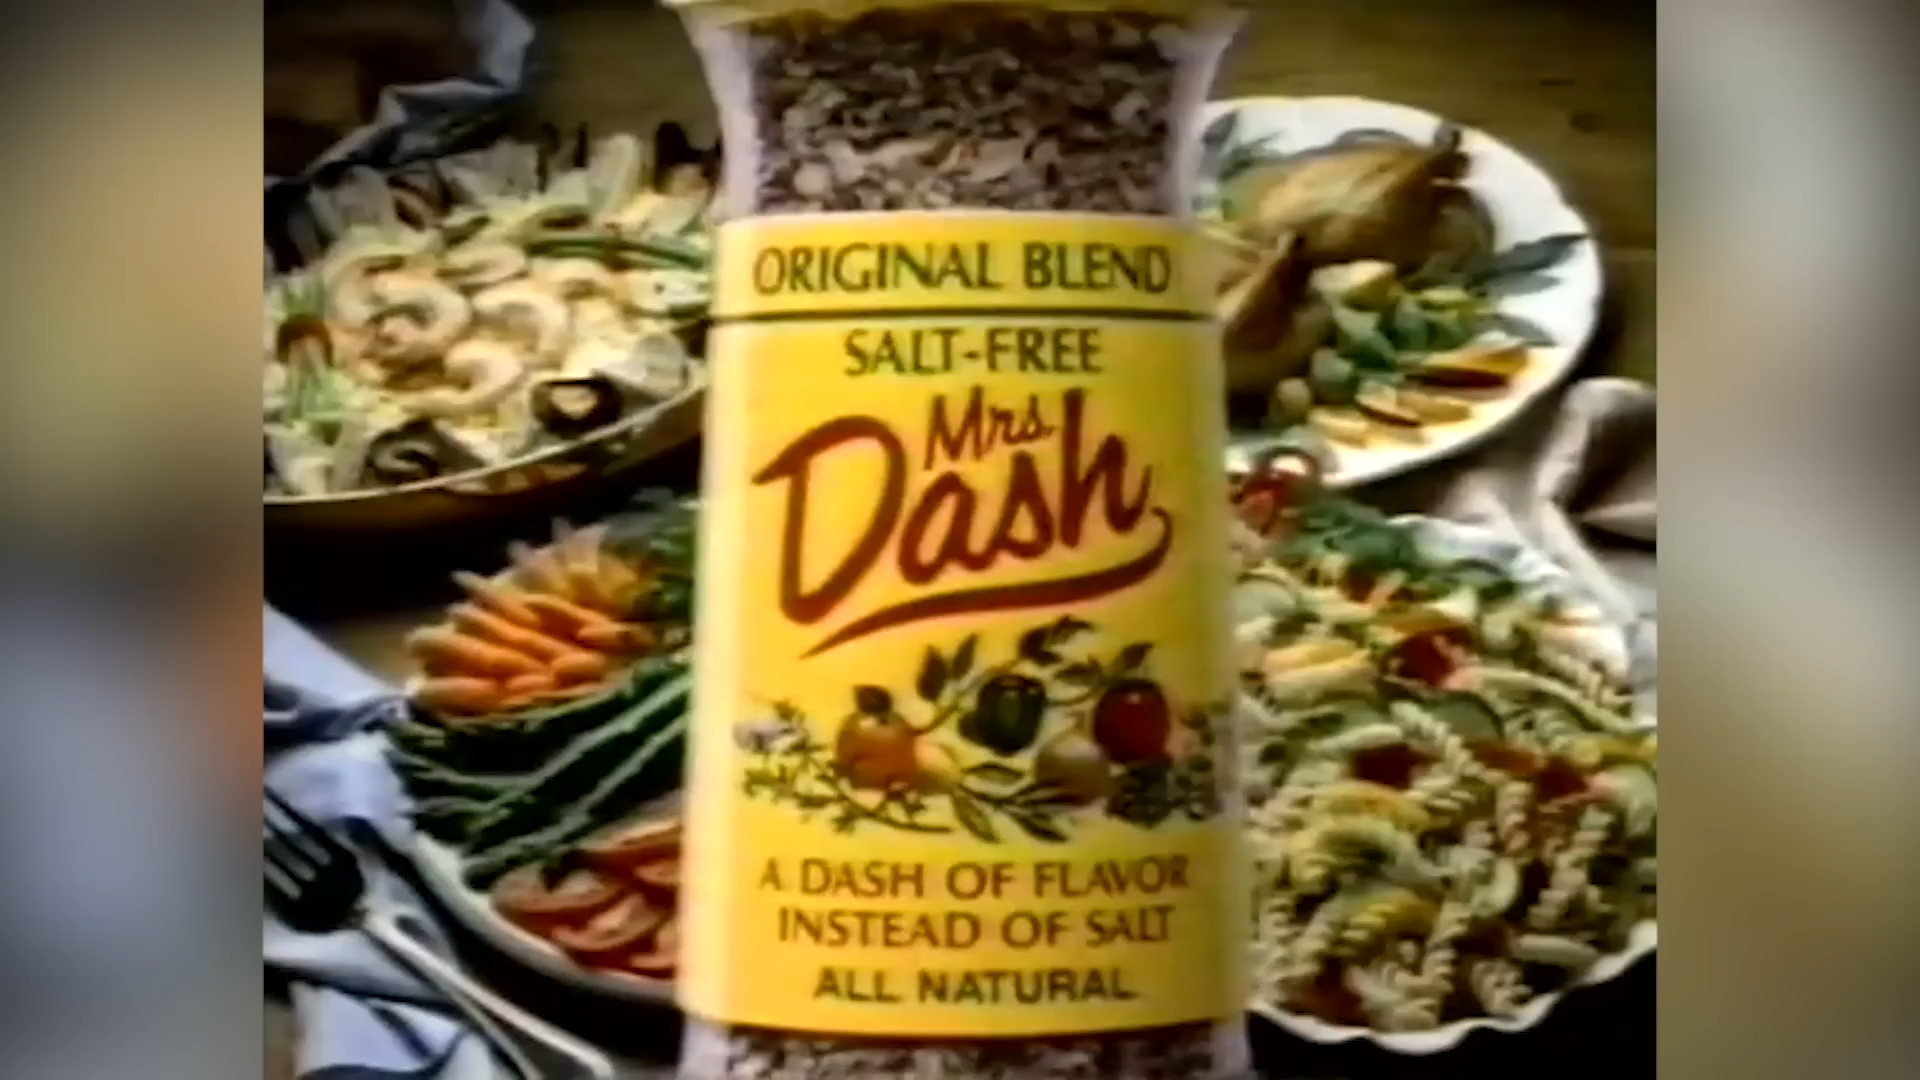 ORIGINAL BLEND
SALT-FREE
Mrs.
Dash
A DASH OF FLAVOR
INSTEAD OF SALT
ALL NATURAL